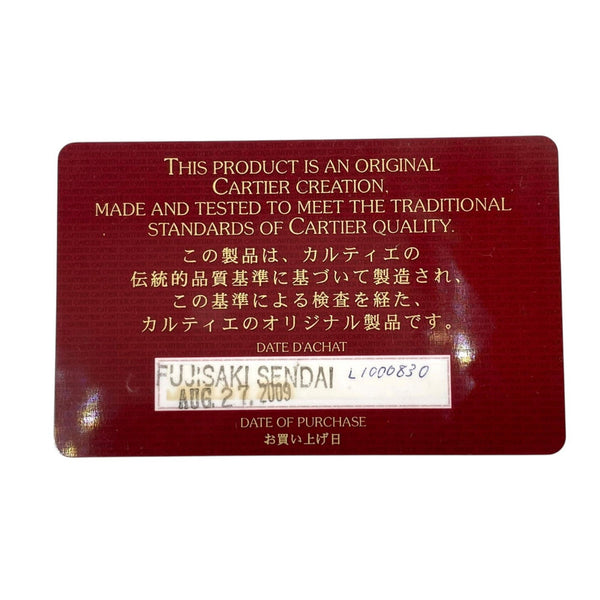 THIS PRODUCT IS AN ORIGINAL
CARTIER CREATION,
MADE AND TESTED TO MEET THE TRADITIONAL
STANDARDS OF CARTIER QUALITY.
この製品は、カルティエの
伝統的品質基準に基づいて製造され、
この基準による検査を経た、
カルティエのオリジナル製品です。
DATE D'ACHAT
FUJISAKI SENDAI L1000830
AUG. 27. 2009
DATE OF PURCHASE
お買い上げ日